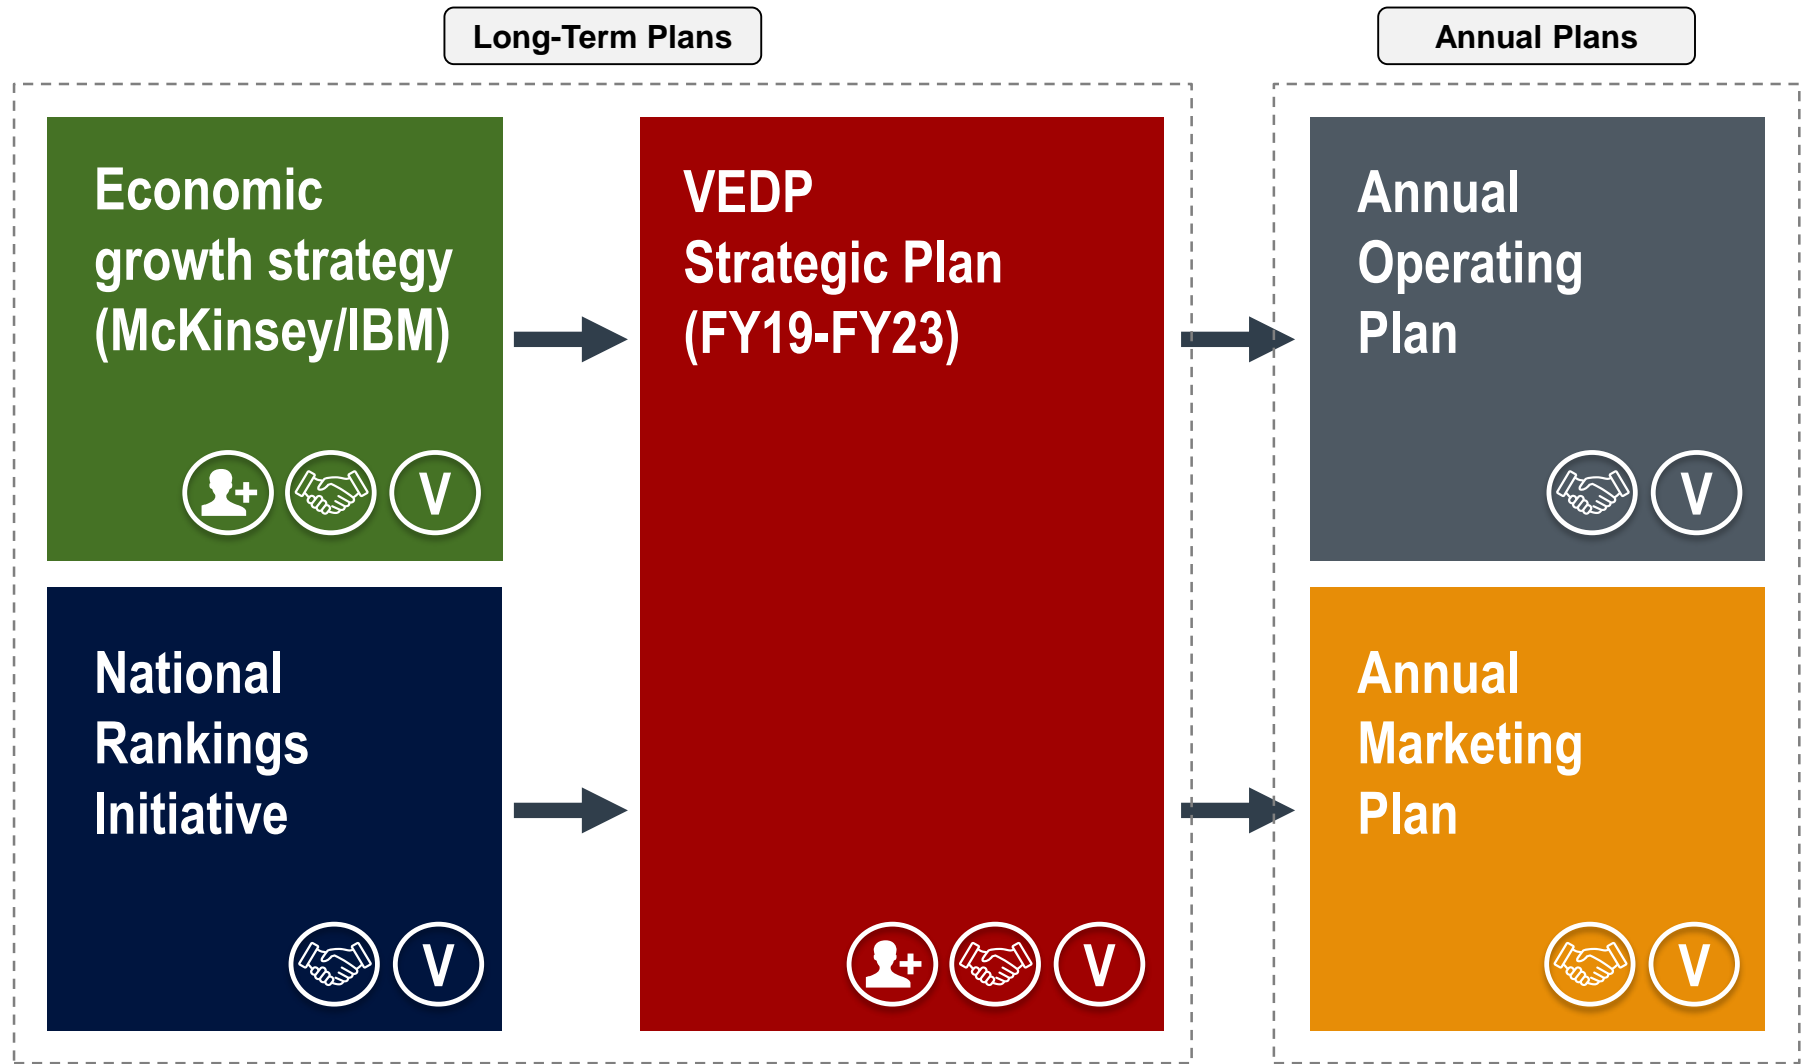 Long-Term Plans
Annual Plans
Economic
growth strategy
(McKinsey/IBM)
V
National
Rankings
Initiative
V
VEDP
Strategic Plan
(FY19-FY23)
V
Annual
Operating
Plan
V
Annual
Marketing
Plan
V